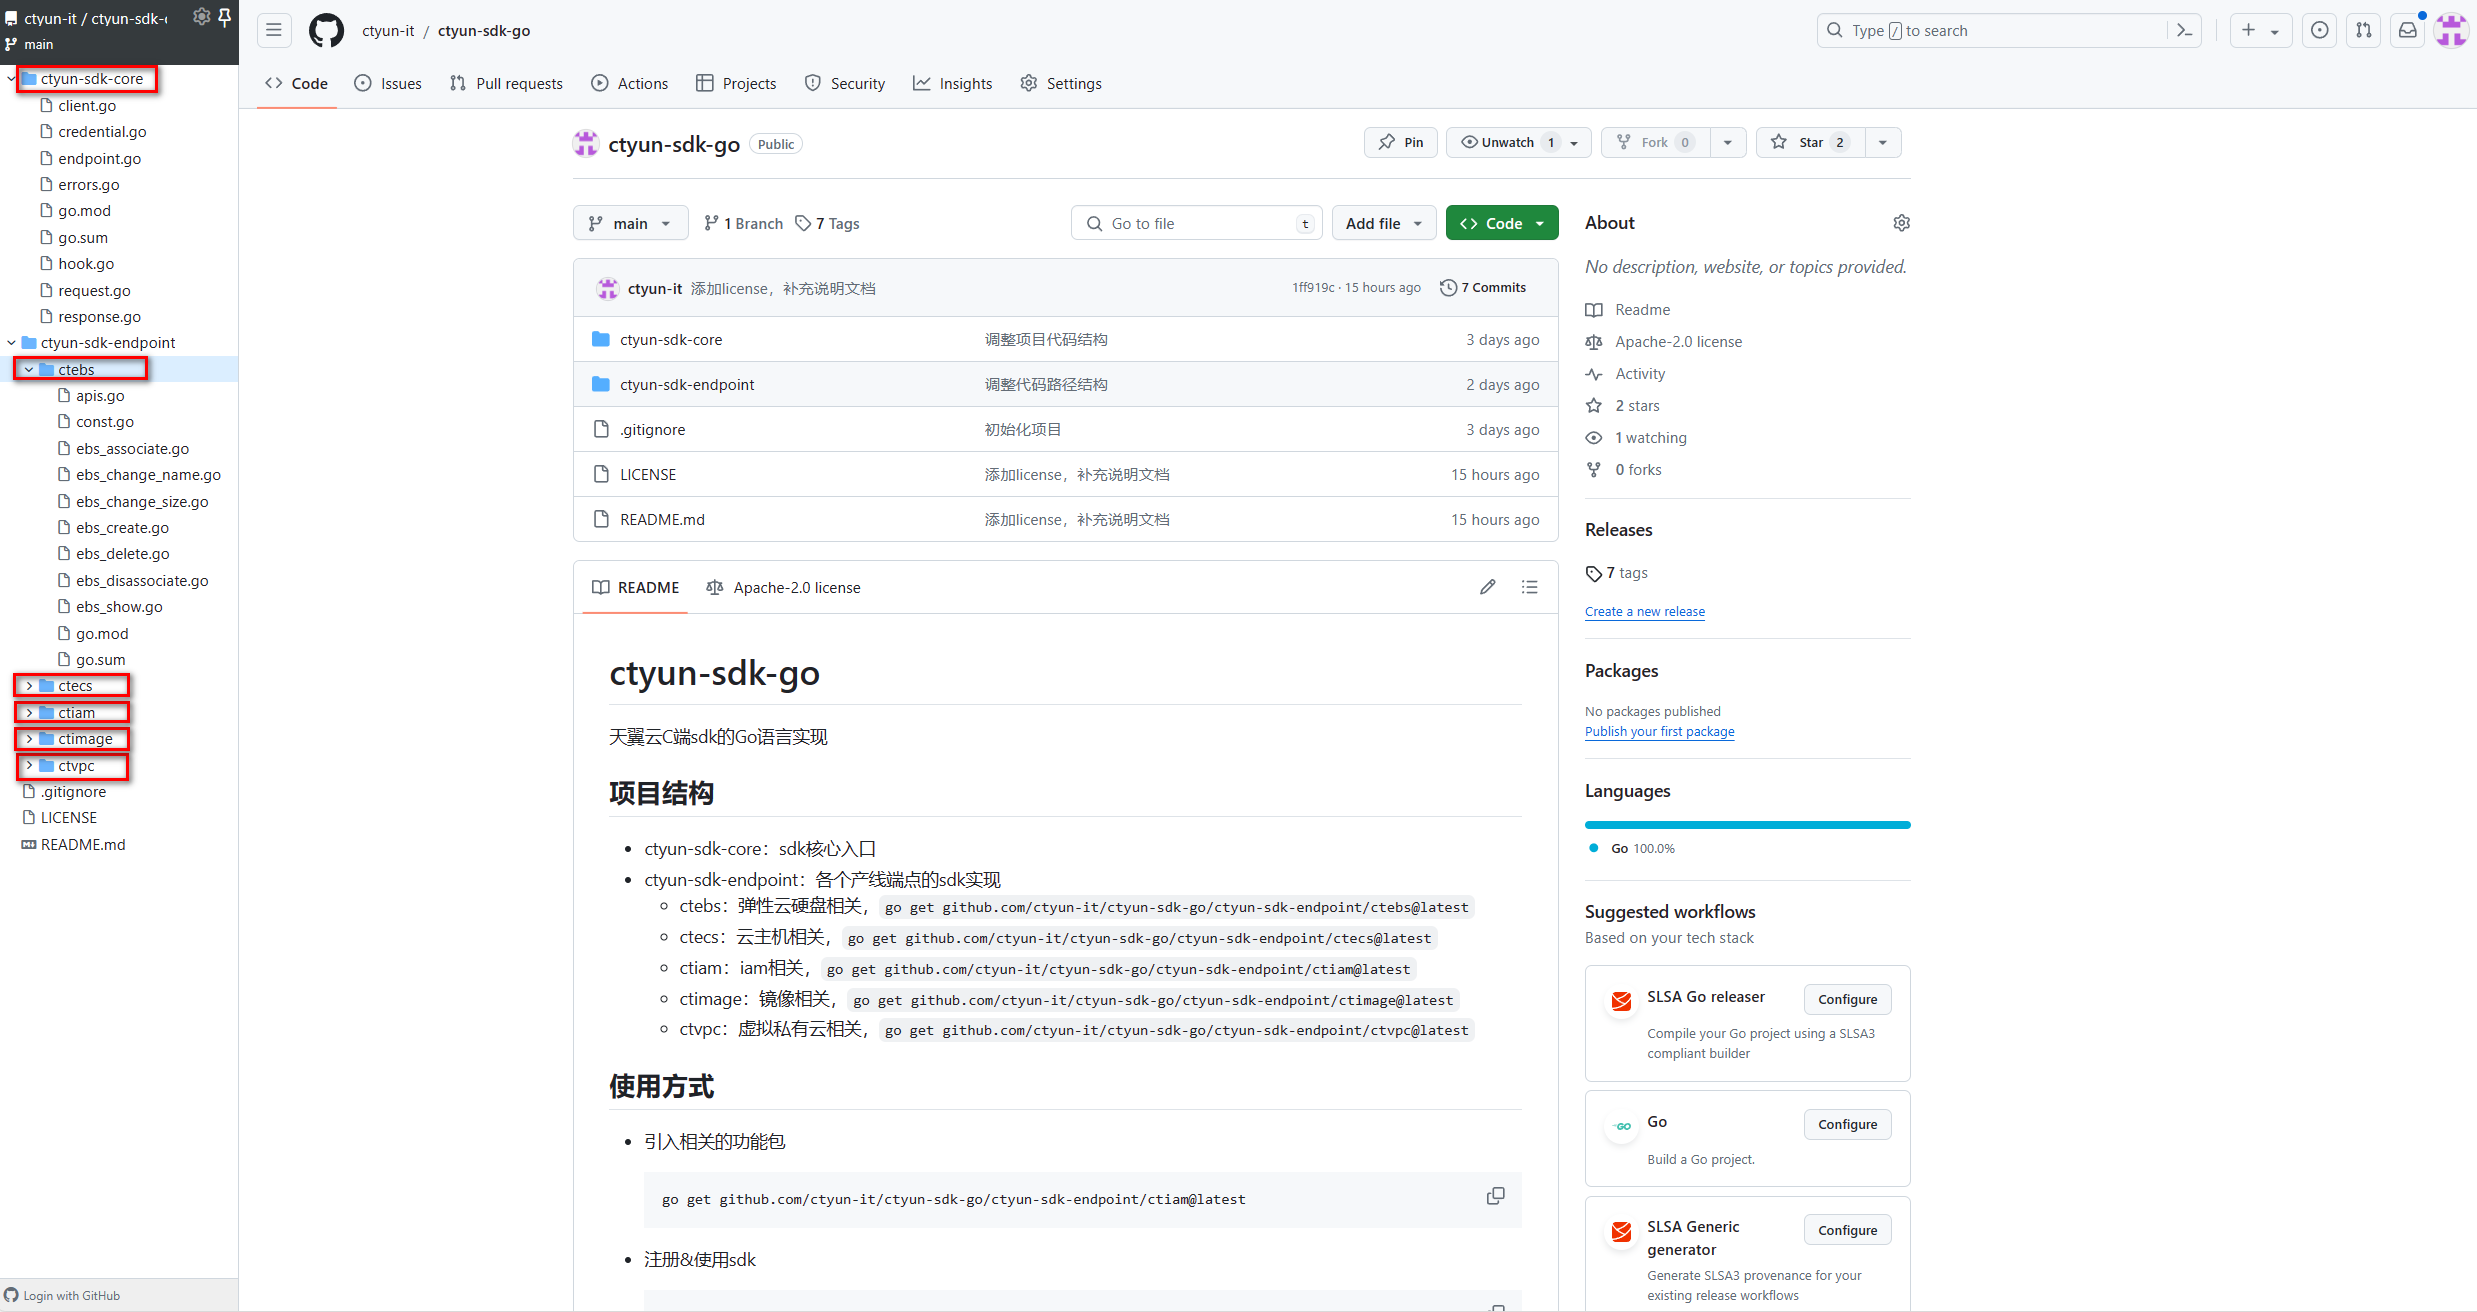 ctyun-it / ctyun-sdk-
main
ctyun-sdk-core
client.go
credential.go
endpoint.go
errors.go
go.mod
go.sum
hook.go
request.go
response.go
ctyun-sdk-endpoint
ctebs
apis.go
const.go
ebs_associate.go
ebs_change_name.go
ebs_change_size.go
ebs_create.go
ebs_delete.go
ebs_disassociate.go
ebs_show.go
go.mod
go.sum
ctecs
ctiam
ctimage
ctvpc
.gitignore
LICENSE
README.md
Login with GitHub
ctyun-it / ctyun-sdk-go
Type / to search
Code Issues Pull requests Actions Projects Security Insights Settings
ctyun-sdk-go Public
Pin Unwatch 1 Fork 0 Star 2
main 1 Branch 7 Tags Go to file t Add file Code
ctyun-it 添加license，补充说明文档 1ff919c · 15 hours ago 7 Commits
ctyun-sdk-core 调整项目代码结构 3 days ago
ctyun-sdk-endpoint 调整代码路径结构 2 days ago
.gitignore 初始化项目 3 days ago
LICENSE 添加license，补充说明文档 15 hours ago
README.md 添加license，补充说明文档 15 hours ago
README Apache-2.0 license
ctyun-sdk-go
天翼云C端sdk的Go语言实现
项目结构
ctyun-sdk-core：sdk核心入口
ctyun-sdk-endpoint：各个产线端点的sdk实现
ctebs：弹性云硬盘相关，go get github.com/ctyun-it/ctyun-sdk-go/ctyun-sdk-endpoint/ctebs@latest
ctecs：云主机相关，go get github.com/ctyun-it/ctyun-sdk-go/ctyun-sdk-endpoint/ctecs@latest
ctiam：iam相关，go get github.com/ctyun-it/ctyun-sdk-go/ctyun-sdk-endpoint/ctiam@latest
ctimage：镜像相关，go get github.com/ctyun-it/ctyun-sdk-go/ctyun-sdk-endpoint/ctimage@latest
ctvpc：虚拟私有云相关，go get github.com/ctyun-it/ctyun-sdk-go/ctyun-sdk-endpoint/ctvpc@latest
使用方式
引入相关的功能包
go get github.com/ctyun-it/ctyun-sdk-go/ctyun-sdk-endpoint/ctiam@latest
注册&使用sdk
About
No description, website, or topics provided.
Readme
Apache-2.0 license
Activity
2 stars
1 watching
0 forks
Releases
7 tags
Create a new release
Packages
No packages published
Publish your first package
Languages
Go 100.0%
Suggested workflows
Based on your tech stack
SLSA Go releaser Configure
Compile your Go project using a SLSA3
compliant builder
GO
Go Configure
Build a Go project.
SLSA Generic
generator Configure
Generate SLSA3 provenance for your
existing release workflows